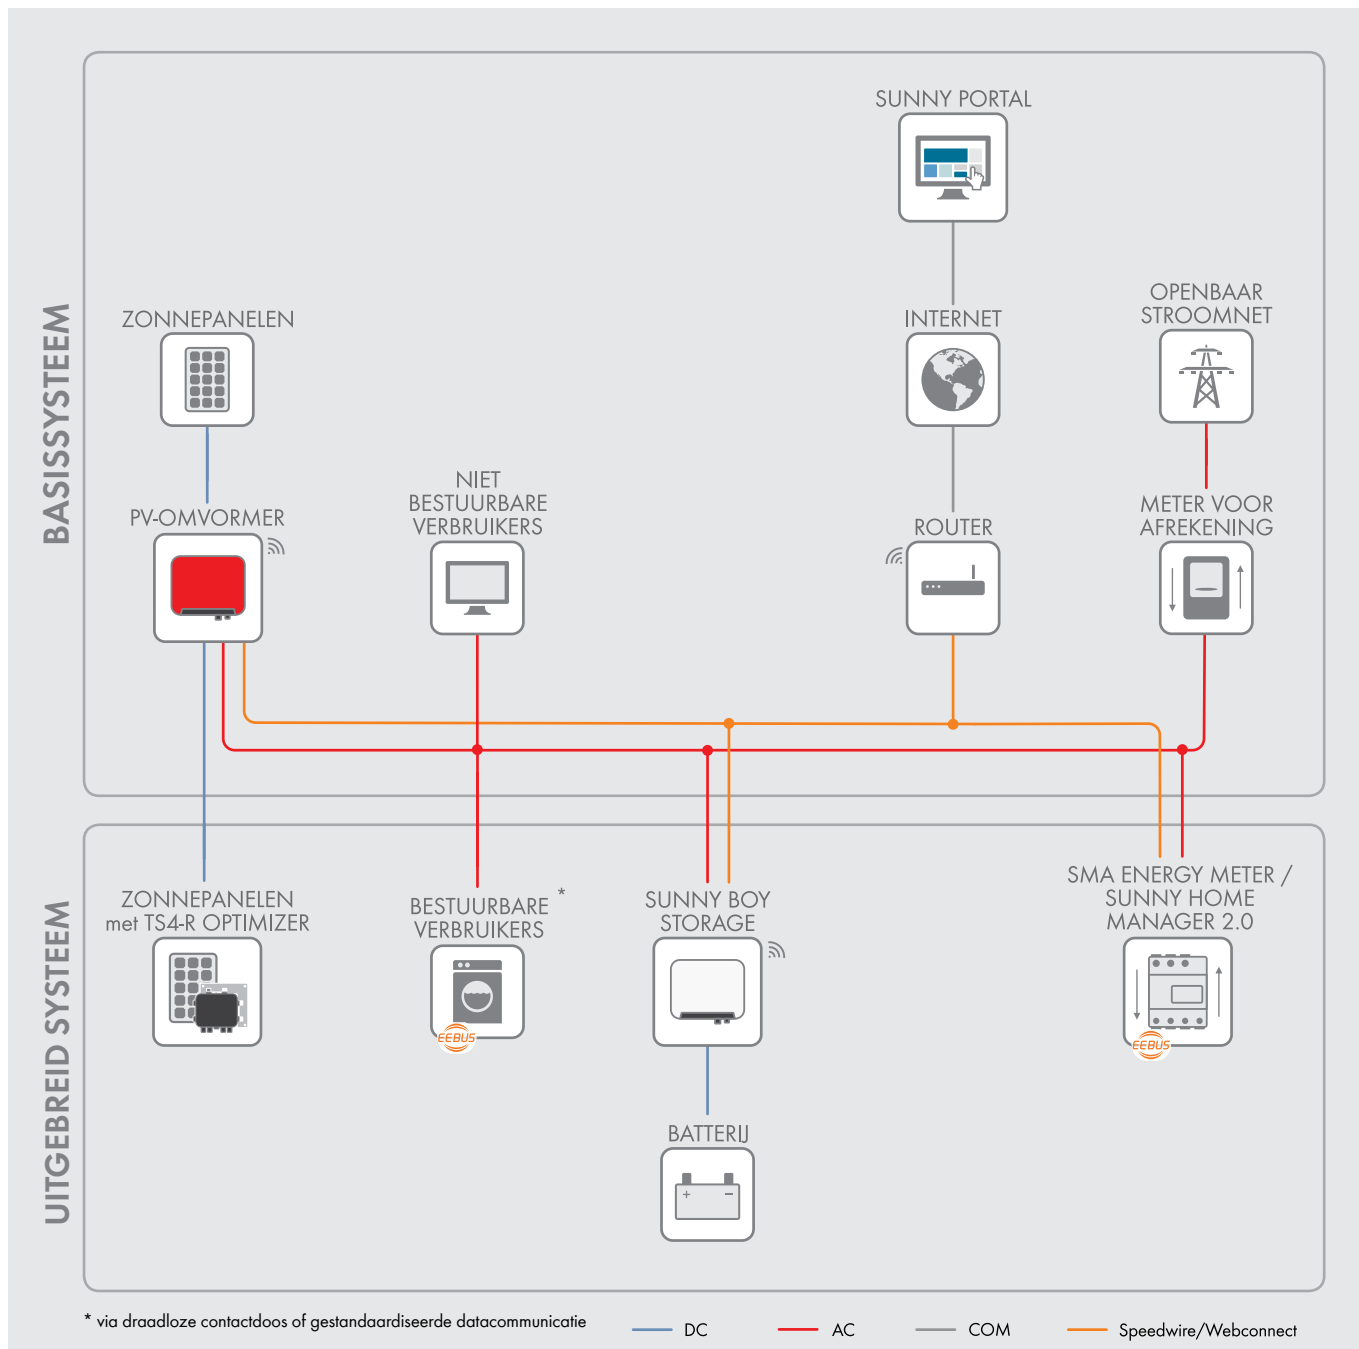 BASISSYSTEEM
SUNNY PORTAL
ZONNEPANELEN
INTERNET
OPENBAAR
STROOMNET
PV-OMVORMER
NIET
BESTUURBARE
VERBRUIKERS
ROUTER
METER VOOR
AFREKENING
UITGEBREID SYSTEEM
ZONNEPANELEN
met TS4-R OPTIMIZER
BESTUURBARE *
VERBRUIKERS
EEBUS
SUNNY BOY
STORAGE
SMA ENERGY METER /
SUNNY HOME
MANAGER 2.0
EEBUS
BATTERIJ
+ −
* via draadloze contactdoos of gestandaardiseerde datacommunicatie
DC
AC
COM
Speedwire/Webconnect